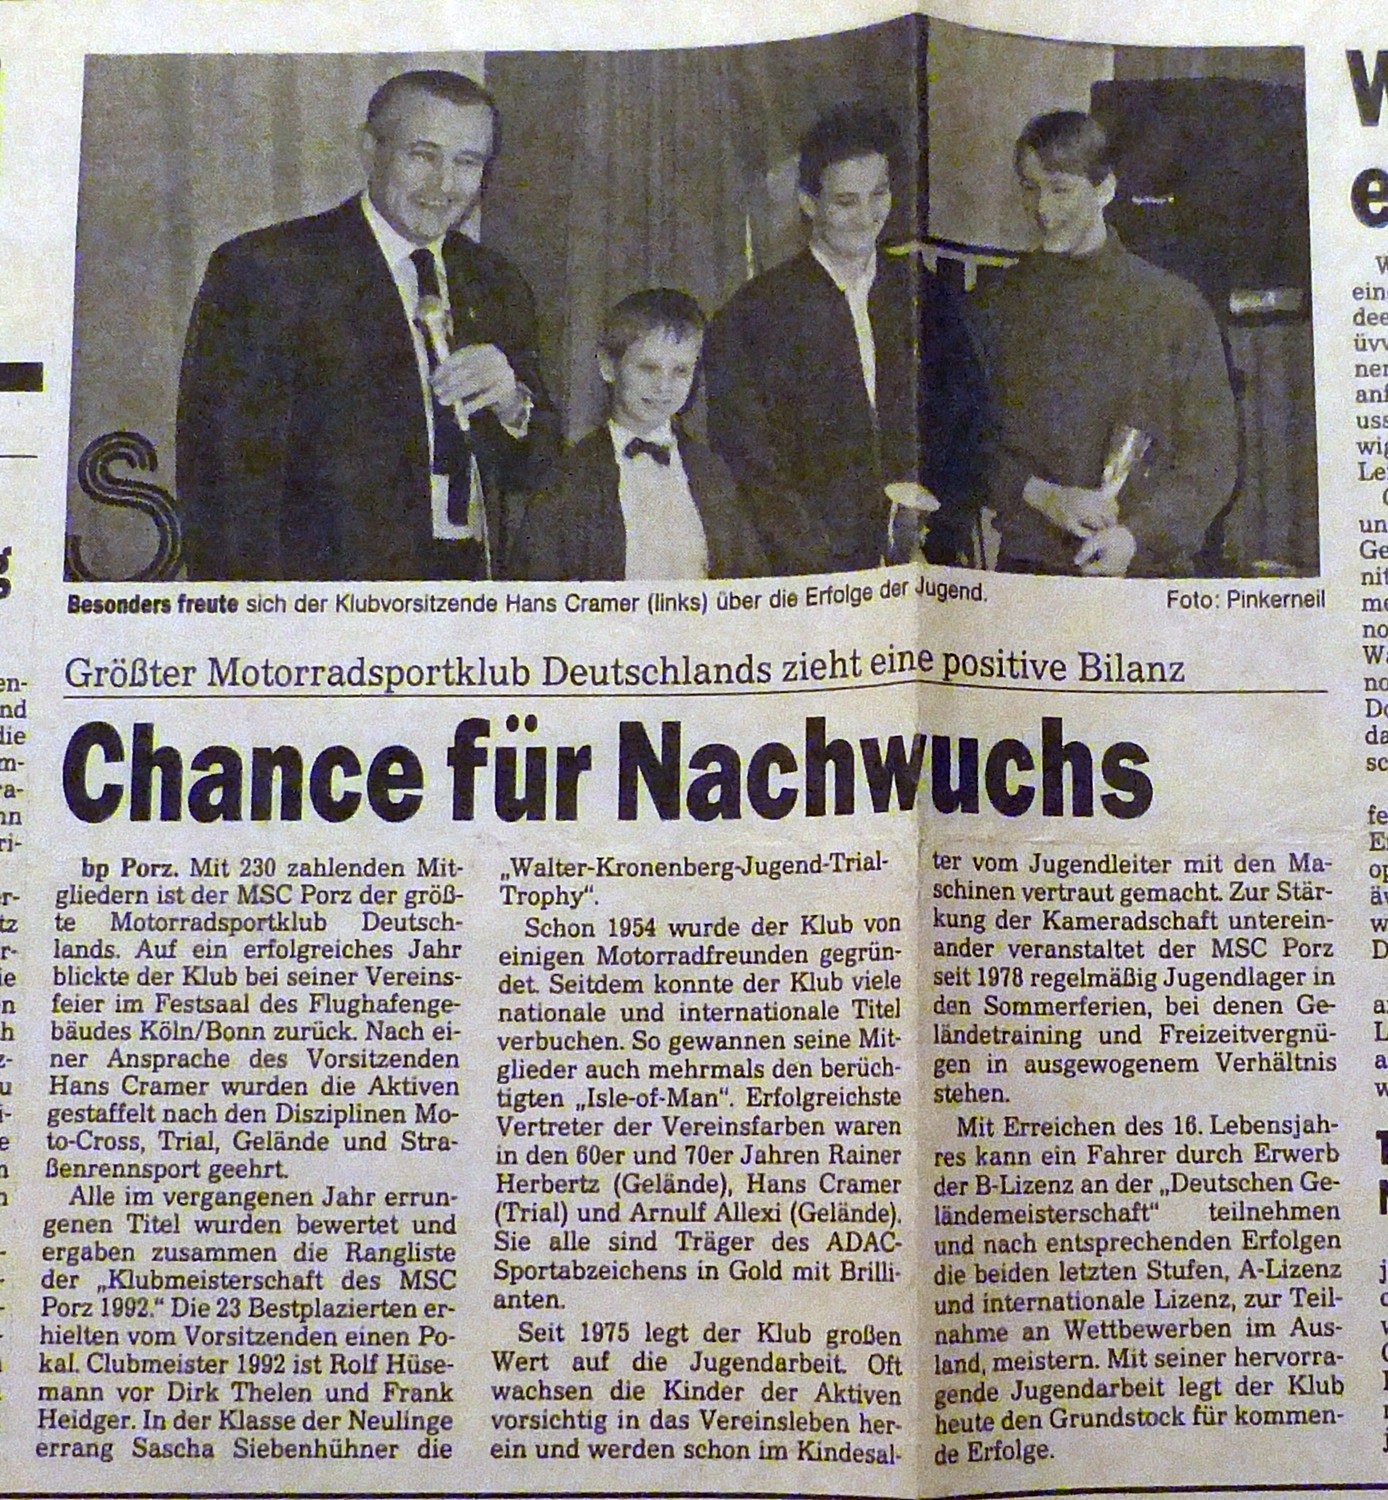 S
Besonders freute sich der Klubvorsitzende Hans Cramer (links) über die Erfolge der Jugend.
Foto: Pinkerneil
Größter Motorradsportklub Deutschlands zieht eine positive Bilanz
Chance für Nachwuchs
bp Porz. Mit 230 zahlenden Mit-
gliedern ist der MSC Porz der größ-
te Motorradsportklub Deutsch-
lands. Auf ein erfolgreiches Jahr
blickte der Klub bei seiner Vereins-
feier im Festsaal des Flughafenge-
bäudes Köln/Bonn zurück. Nach ei-
ner Ansprache des Vorsitzenden
Hans Cramer wurden die Aktiven
gestaffelt nach den Disziplinen Mo-
to-Cross, Trial, Gelände und Stra-
ßenrennsport geehrt.
Alle im vergangenen Jahr errun-
genen Titel wurden bewertet und
ergaben zusammen die Rangliste
der „Klubmeisterschaft des MSC
Porz 1992.“ Die 23 Bestplazierten er-
hielten vom Vorsitzenden einen Po-
kal. Clubmeister 1992 ist Rolf Hüse-
mann vor Dirk Thelen und Frank
Heidger. In der Klasse der Neulinge
errang Sascha Siebenhühner die
„Walter-Kronenberg-Jugend-Trial-
Trophy“.
Schon 1954 wurde der Klub von
einigen Motorradfreunden gegrün-
det. Seitdem konnte der Klub viele
nationale und internationale Titel
verbuchen. So gewannen seine Mit-
glieder auch mehrmals den berüch-
tigten „Isle-of-Man“. Erfolgreichste
Vertreter der Vereinsfarben waren
in den 60er und 70er Jahren Rainer
Herbertz (Gelände), Hans Cramer
(Trial) und Arnulf Allexi (Gelände).
Sie alle sind Träger des ADAC-
Sportabzeichens in Gold mit Brilli-
anten.
Seit 1975 legt der Klub großen
Wert auf die Jugendarbeit. Oft
wachsen die Kinder der Aktiven
vorsichtig in das Vereinsleben her-
ein und werden schon im Kindesal-
ter vom Jugendleiter mit den Ma-
schinen vertraut gemacht. Zur Stär-
kung der Kameradschaft unterein-
ander veranstaltet der MSC Porz
seit 1978 regelmäßig Jugendlager in
den Sommerferien, bei denen Ge-
ländetraining und Freizeitvergnü-
gen in ausgewogenem Verhältnis
stehen.
Mit Erreichen des 16. Lebensjah-
res kann ein Fahrer durch Erwerb
der B-Lizenz an der „Deutschen Ge-
ländemeisterschaft“ teilnehmen
und nach entsprechenden Erfolgen
die beiden letzten Stufen, A-Lizenz
und internationale Lizenz, zur Teil-
nahme an Wettbewerben im Aus-
land, meistern. Mit seiner hervorra-
gende Jugendarbeit legt der Klub
heute den Grundstock für kommen-
de Erfolge.